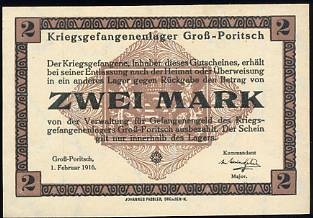 2 2
Kriegsgefangenenlager Groß-Poritsch
Der Kriegsgefangene, Inhaber dieses Gutscheines, erhält
bei seiner Entlassung nach der Heimat oder Überweisung
in ein anderes Lager gegen Rückgabe den Betrag von
ZWEI MARK
von der Verwaltung für Gefangenengeld des Kriegs-
gefangenenlagers Groß-Poritsch ausbezahlt. Der Schein
gilt nur innerhalb des Lagers.
Groß-Poritsch,
1. Februar 1916.
Kommandant
Major.
2 2
JOHANNES PÄSSLER, DRESDEN-N.